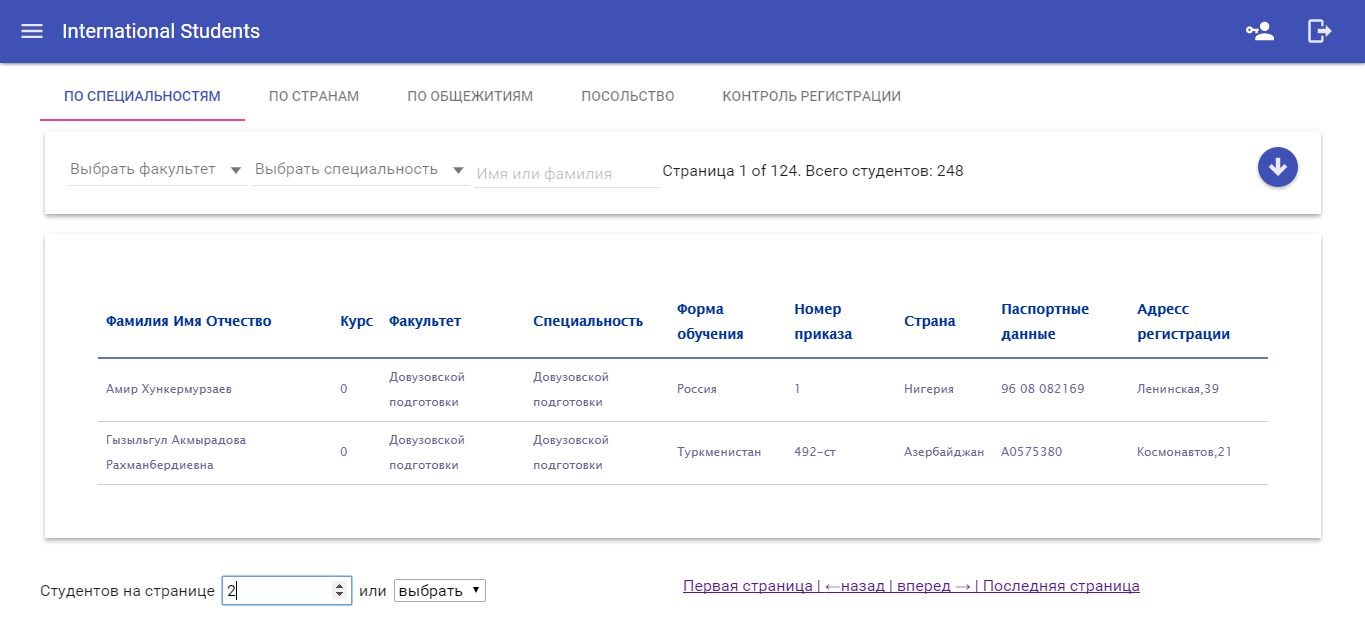 International Students
ПО СПЕЦИАЛЬНОСТЯМ ПО СТРАНАМ ПО ОБЩЕЖИТИЯМ ПОСОЛЬСТВО КОНТРОЛЬ РЕГИСТРАЦИИ
Выбрать факультет Выбрать специальность Имя или фамилия Страница 1 of 124. Всего студентов: 248
Фамилия Имя Отчество Курс Факультет Специальность Форма обучения Номер приказа Страна Паспортные данные Адресс регистрации
Амир Хункермурзаев 0 Довузовской подготовки Довузовской подготовки Россия 1 Нигерия 96 08 082169 Ленинская,39
Гызыльгул Акмырадова Рахманбердиевна 0 Довузовской подготовки Довузовской подготовки Туркменистан 492-ст Азербайджан A0575380 Космонавтов,21
Студентов на странице 2 или выбрать Первая страница | ←назад | вперед → | Последняя страница